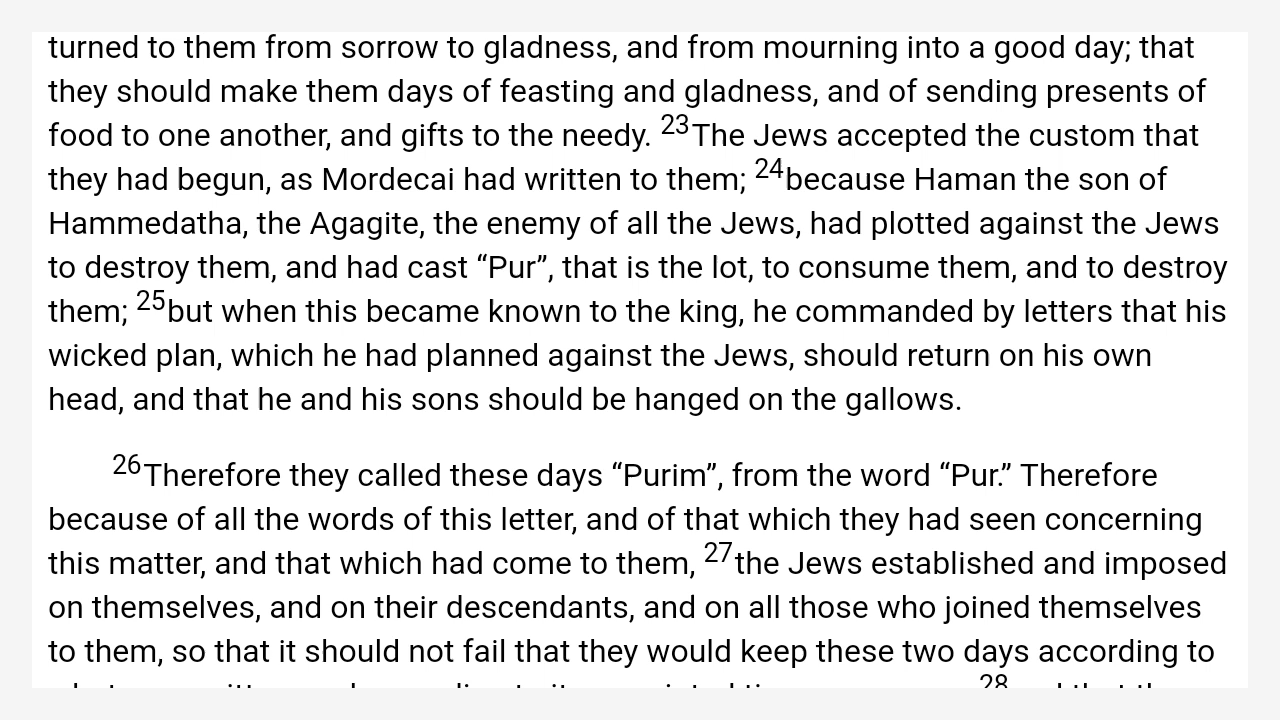 turned to them from sorrow to gladness, and from mourning into a good day; that
they should make them days of feasting and gladness, and of sending presents of
food to one another, and gifts to the needy. 23The Jews accepted the custom that
they had begun, as Mordecai had written to them; 24because Haman the son of
Hammedatha, the Agagite, the enemy of all the Jews, had plotted against the Jews
to destroy them, and had cast “Pur”, that is the lot, to consume them, and to destroy
them; 25but when this became known to the king, he commanded by letters that his
wicked plan, which he had planned against the Jews, should return on his own
head, and that he and his sons should be hanged on the gallows.
26Therefore they called these days “Purim”, from the word “Pur.” Therefore
because of all the words of this letter, and of that which they had seen concerning
this matter, and that which had come to them, 27the Jews established and imposed
on themselves, and on their descendants, and on all those who joined themselves
to them, so that it should not fail that they would keep these two days according to
28